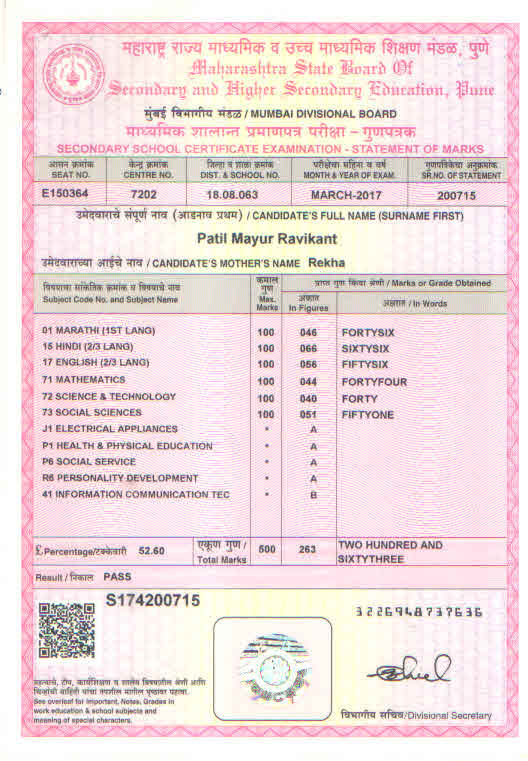 महाराष्ट्र राज्य माध्यमिक व उच्च माध्यमिक शिक्षण मंडळ, पुणे
Maharashtra State Board Of
Secondary and Higher Secondary Education, Pune
मुंबई विभागीय मंडळ / MUMBAI DIVISIONAL BOARD
माध्यमिक शालान्त प्रमाणपत्र परीक्षा – गुणपत्रक
SECONDARY SCHOOL CERTIFICATE EXAMINATION - STATEMENT OF MARKS
आसन क्रमांक केन्द्र क्रमांक जिल्हा व शाळा क्रमांक परीक्षेचा महिना व वर्ष गुणपत्रिकेचा अनुक्रमांक
SEAT NO. CENTRE NO. DIST. & SCHOOL NO. MONTH & YEAR OF EXAM. SR.NO. OF STATEMENT
E150364 7202 18.08.063 MARCH-2017 200715
उमेदवाराचे संपूर्ण नाव (आडनाव प्रथम) / CANDIDATE'S FULL NAME (SURNAME FIRST)
Patil Mayur Ravikant
उमेदवाराच्या आईचे नाव / CANDIDATE'S MOTHER'S NAME Rekha
विषयाचा सांकेतिक क्रमांक व विषयाचे नाव
Subject Code No. and Subject Name
कमाल
गुण
Max.
Marks
प्राप्त गुण किंवा श्रेणी / Marks or Grade Obtained
अंकात
In Figures
अक्षरात / In Words
01 MARATHI (1ST LANG) 100 046 FORTYSIX
15 HINDI (2/3 LANG) 100 066 SIXTYSIX
17 ENGLISH (2/3 LANG) 100 056 FIFTYSIX
71 MATHEMATICS 100 044 FORTYFOUR
72 SCIENCE & TECHNOLOGY 100 040 FORTY
73 SOCIAL SCIENCES 100 051 FIFTYONE
J1 ELECTRICAL APPLIANCES * A
P1 HEALTH & PHYSICAL EDUCATION * A
P6 SOCIAL SERVICE * A
R6 PERSONALITY DEVELOPMENT * A
41 INFORMATION COMMUNICATION TEC * B
£ Percentage/टक्केवारी 52.60 एकूण गुण / Total Marks 500 263 TWO HUNDRED AND
SIXTYTHREE
Result / निकाल PASS
S174200715
3226948737636
महत्वाचे, टीप, कार्यशिक्षण व शालेय विषयातील श्रेणी आणि
चिन्हांची माहिती यांचा तपशील मागील पृष्ठावर पहावा.
See overleaf for Important, Notes, Grades in
work education & school subjects and
meaning of special characters.
विभागीय सचिव/Divisional Secretary